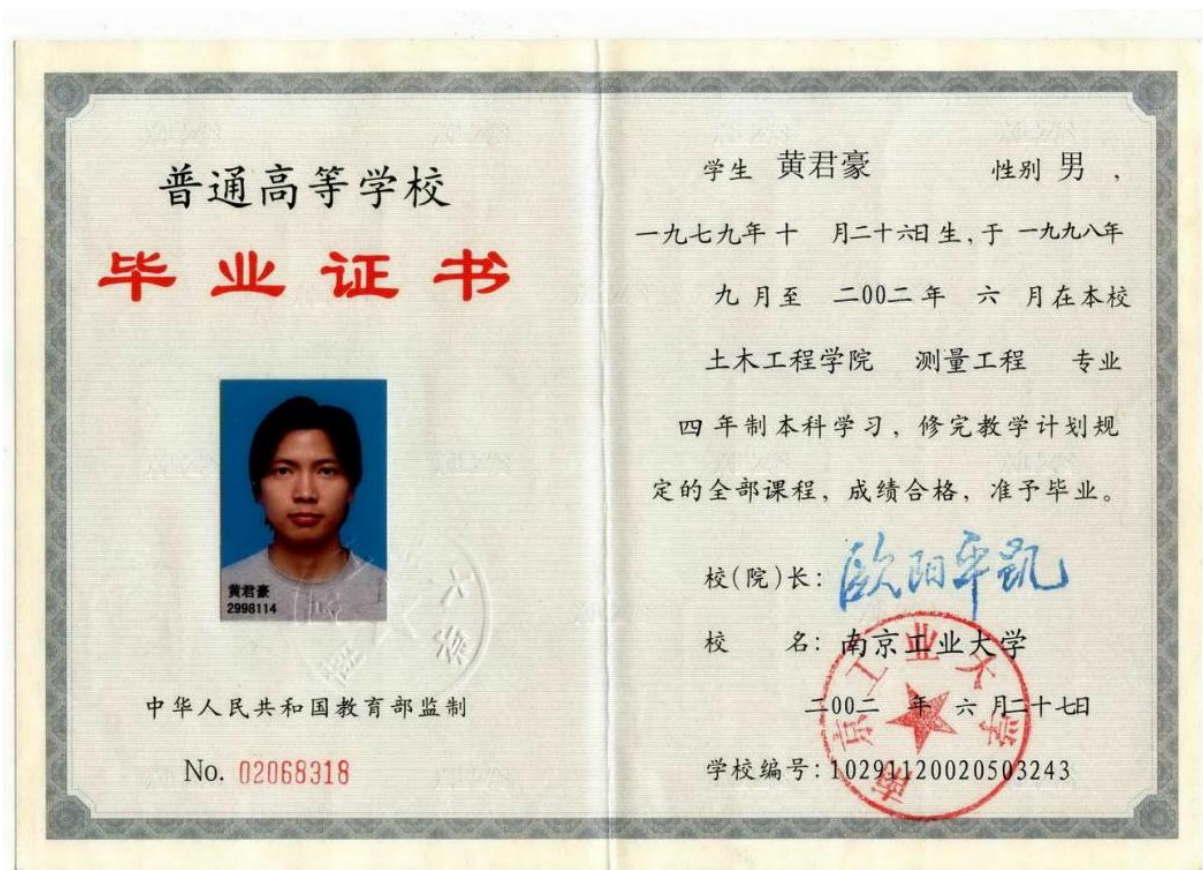 普通高等学校
毕业证书
黄君豪
2998114
中华人民共和国教育部监制
No. 02068318
学生 黄君豪 性别 男 ,
一九七九年 十 月二十六日 生,于 一九九八年
九 月至 二00二 年 六 月在本校
土木工程学院 测量工程 专业
四 年制本科学习,修完教学计划规
定的全部课程,成绩合格,准予毕业。
校(院)长: 欧阳平凯
校 名: 南京工业大学
二00二 年 六 月二十七日
学校编号:10291120020503243
南京工业大学